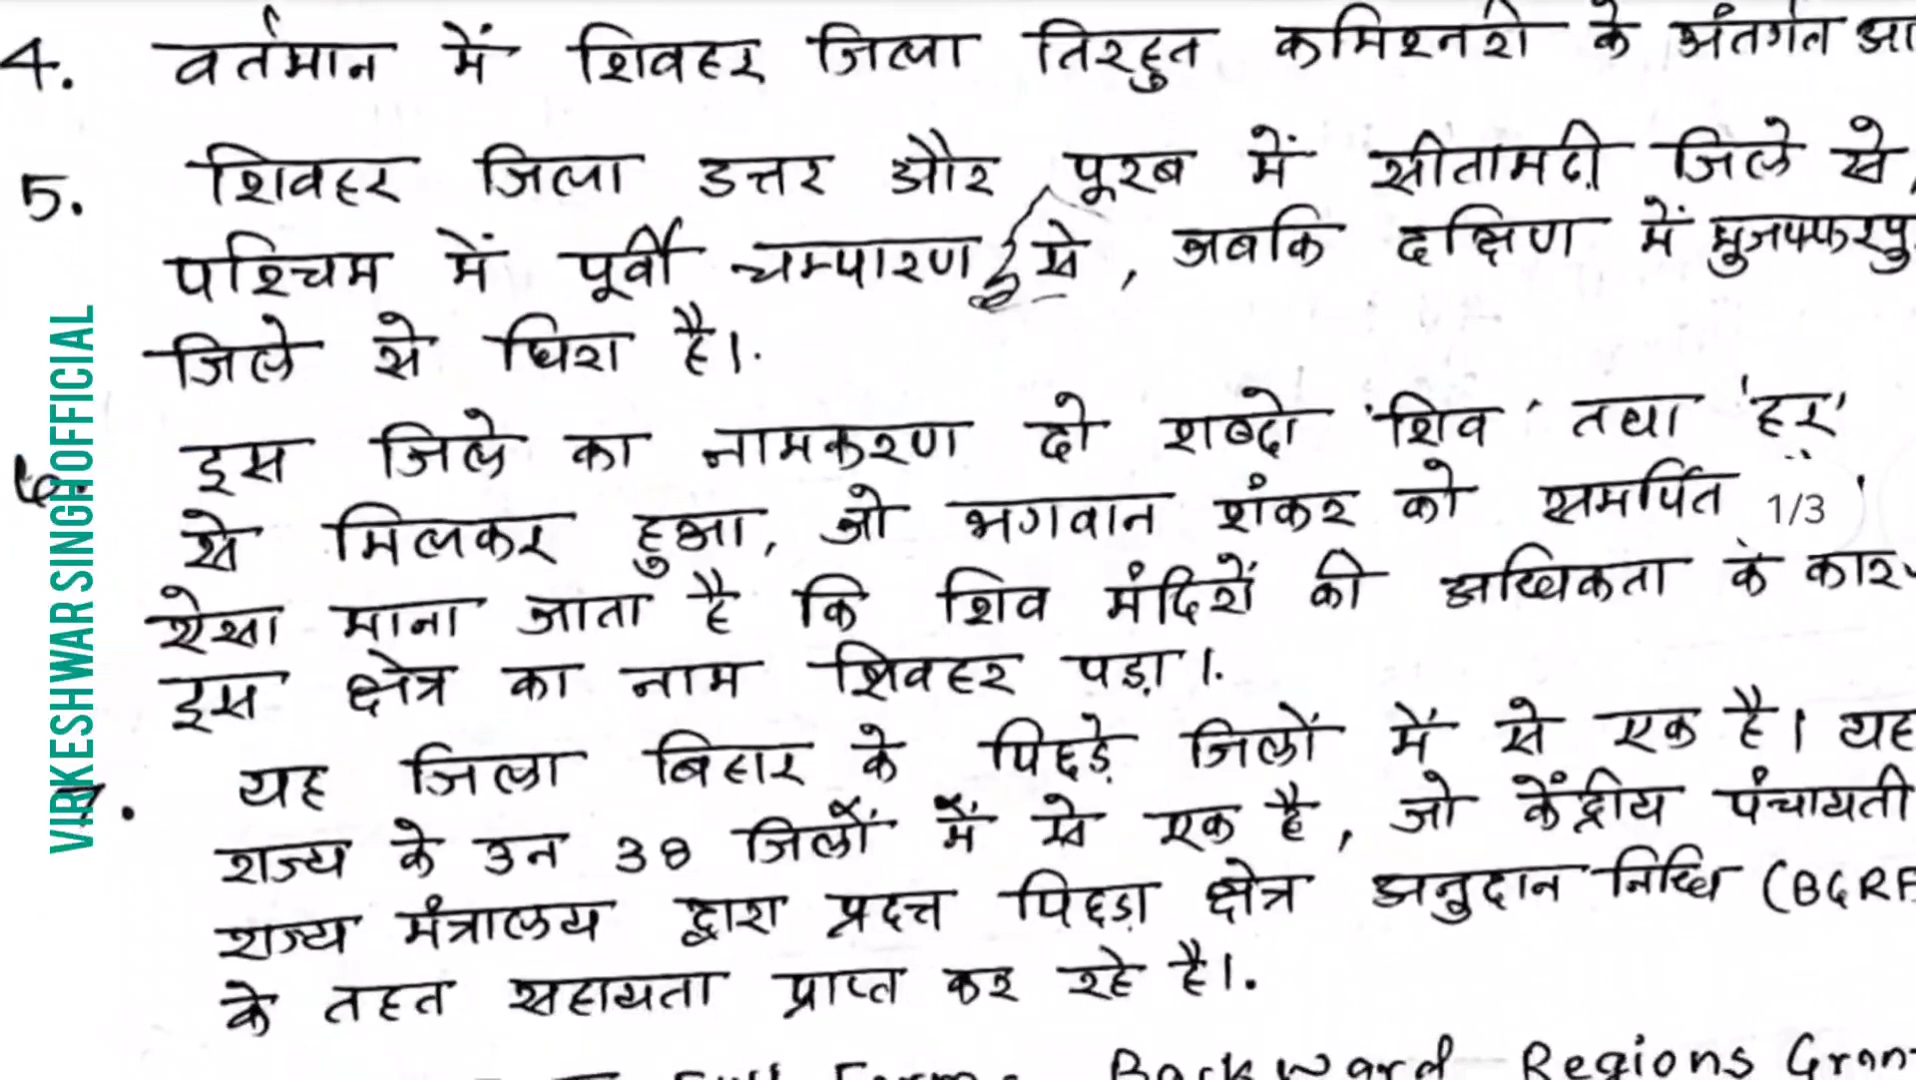 4. वर्तमान में शिवहर जिला तिरहुत कमिश्नरी के अंतर्गत आ
5. शिवहर जिला उत्तर और पूरब में सीतामढ़ी जिले से,
पश्चिम में पूर्वी चम्पारण से, जबकि दक्षिण में मुजफ्फरपु
जिले से घिरा है।
6. इस जिले का नामकरण दो शब्दो 'शिव' तथा 'हर'
से मिलकर हुआ, जो भगवान शंकर को समर्पित
1/3
ऐसा माना जाता है कि शिव मंदिरों की अधिकता के कार
इस क्षेत्र का नाम शिवहर पड़ा।
7. यह जिला बिहार के पिछड़े जिलों में से एक है। यह
राज्य के उन 38 जिलों में से एक है, जो केंद्रीय पंचायती
राज्य मंत्रालय द्वारा प्रदत्त पिछड़ा क्षेत्र अनुदान निधि (BGRF
के तहत सहायता प्राप्त कर रहे है।
Full Form: Backward Regions Gran
VIRKESHWARSINGHOFFICIAL